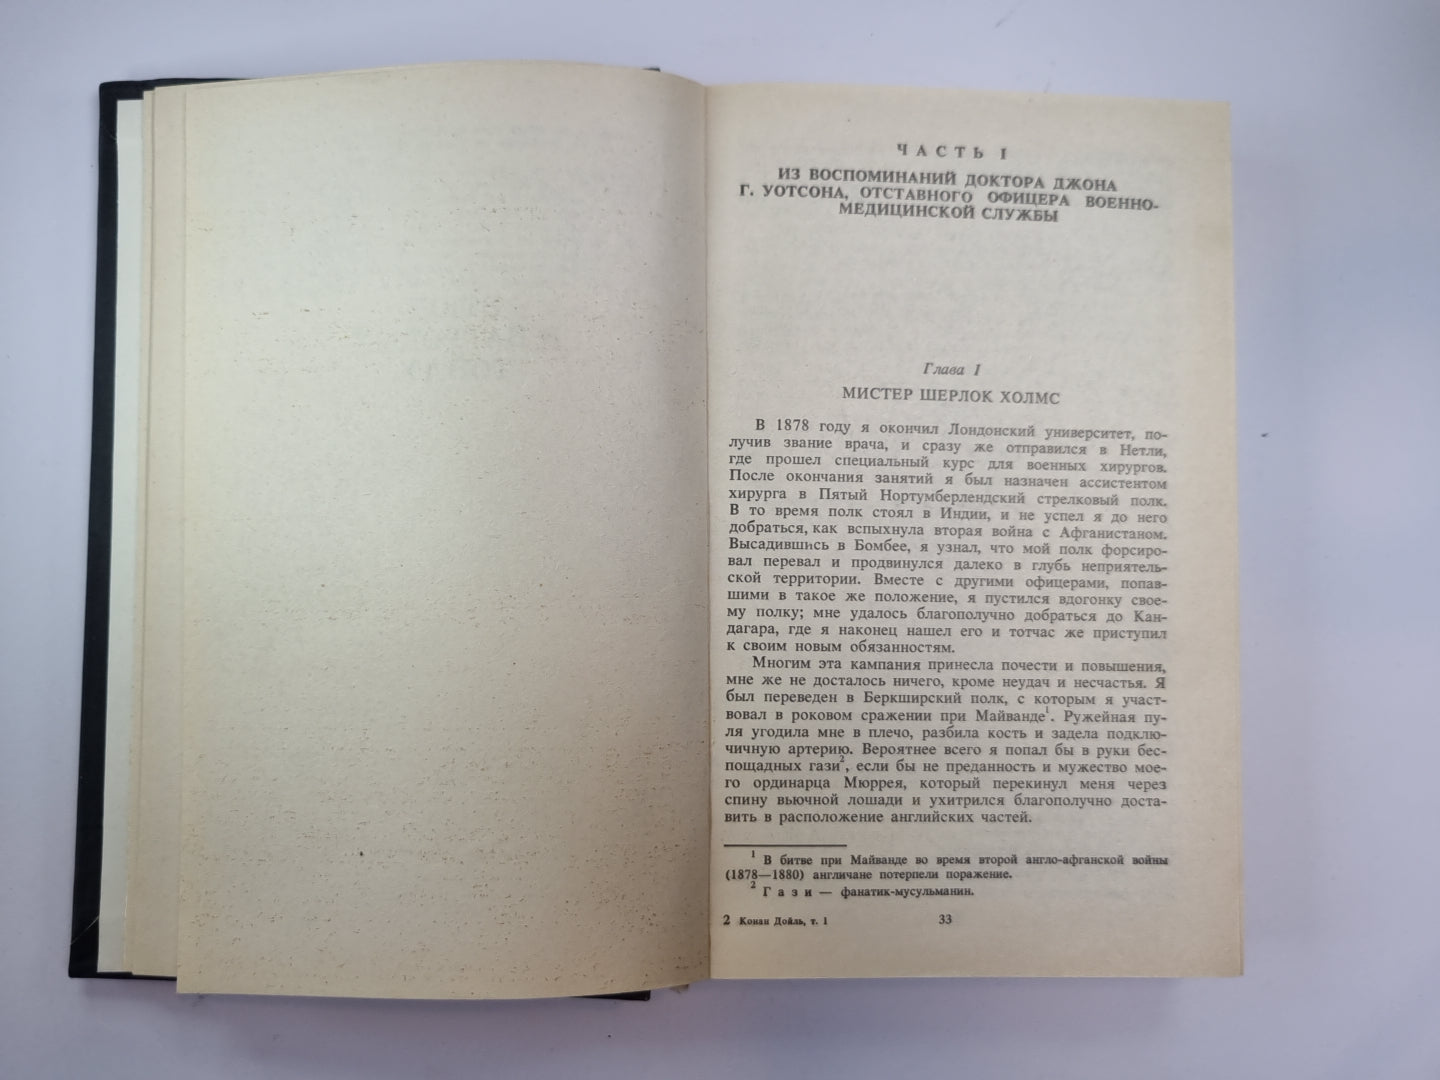 ЧАСТЬ I
ИЗ ВОСПОМИНАНИЙ ДОКТОРА ДЖОНА
Г. УОТСОНА, ОТСТАВНОГО ОФИЦЕРА ВОЕННО-
МЕДИЦИНСКОЙ СЛУЖБЫ
Глава I
МИСТЕР ШЕРЛОК ХОЛМС
В 1878 году я окончил Лондонский университет, по-
лучив звание врача, и сразу же отправился в Нетли,
где прошел специальный курс для военных хирургов.
После окончания занятий я был назначен ассистентом
хирурга в Пятый Нортумберлендский стрелковый полк.
В то время полк стоял в Индии, и не успел я до него
добраться, как вспыхнула вторая война с Афганистаном.
Высадившись в Бомбее, я узнал, что мой полк форсиро-
вал перевал и продвинулся далеко в глубь неприятель-
ской территории. Вместе с другими офицерами, попав-
шими в такое же положение, я пустился вдогонку свое-
му полку; мне удалось благополучно добраться до Кан-
дагара, где я наконец нашел его и тотчас же приступил
к своим новым обязанностям.
Многим эта кампания принесла почести и повышения,
мне же не досталось ничего, кроме неудач и несчастья. Я
был переведен в Беркширский полк, с которым я участ-
вовал в роковом сражении при Майванде¹. Ружейная пу-
ля угодила мне в плечо, разбила кость и задела подклю-
чичную артерию. Вероятнее всего я попал бы в руки бес-
пощадных гази², если бы не преданность и мужество мое-
го ординарца Мюррея, который перекинул меня через
спину вьючной лошади и ухитрился благополучно доста-
вить в расположение английских частей.
¹ В битве при Майванде во время второй англо-афганской войны
(1878—1880) англичане потерпели поражение.
² Гази — фанатик-мусульманин.
2 Конан Дойль, т. 1 33